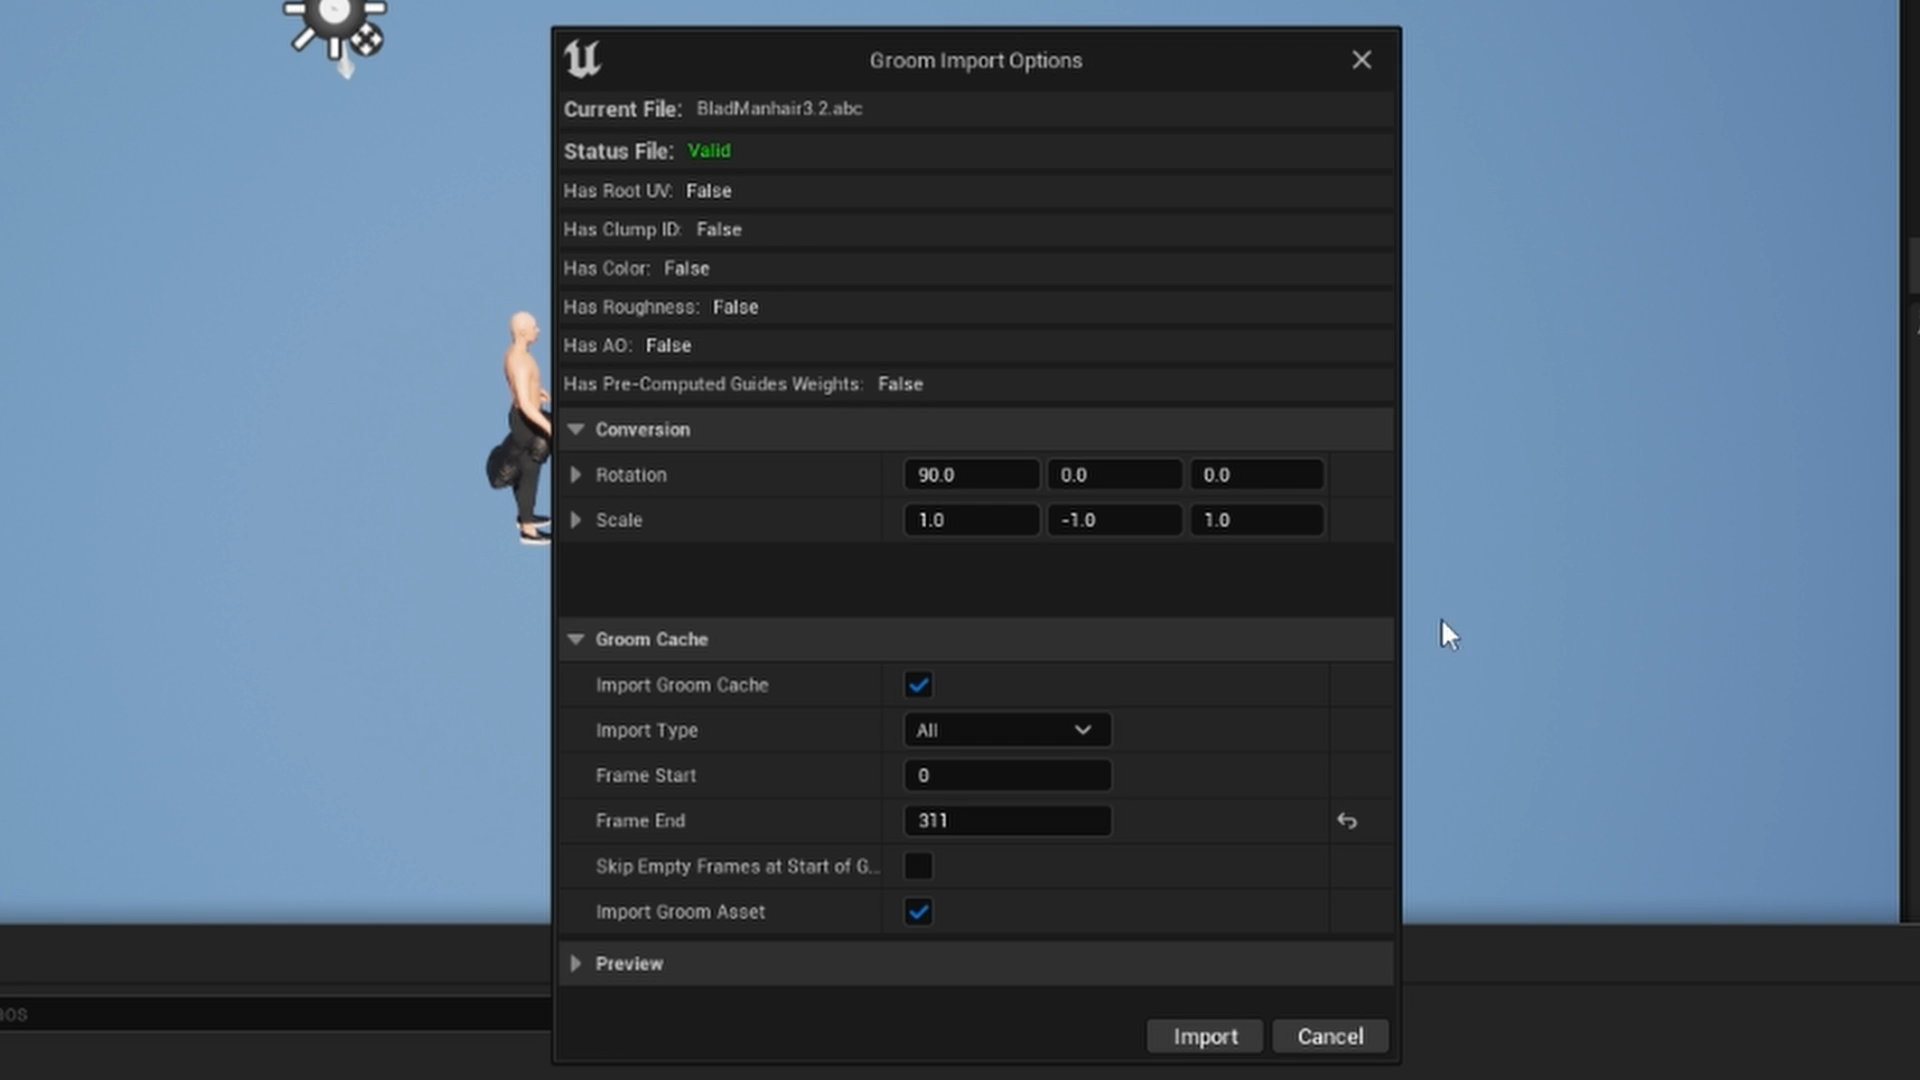 Groom Import Options
Current File: BladManhair3.2.abc
Status File: Valid
Has Root UV: False
Has Clump ID: False
Has Color: False
Has Roughness: False
Has AO: False
Has Pre-Computed Guides Weights: False
Conversion
Rotation 90.0 0.0 0.0
Scale 1.0 -1.0 1.0
Groom Cache
Import Groom Cache
Import Type All
Frame Start 0
Frame End 311
Skip Empty Frames at Start of G...
Import Groom Asset
Preview
Import Cancel